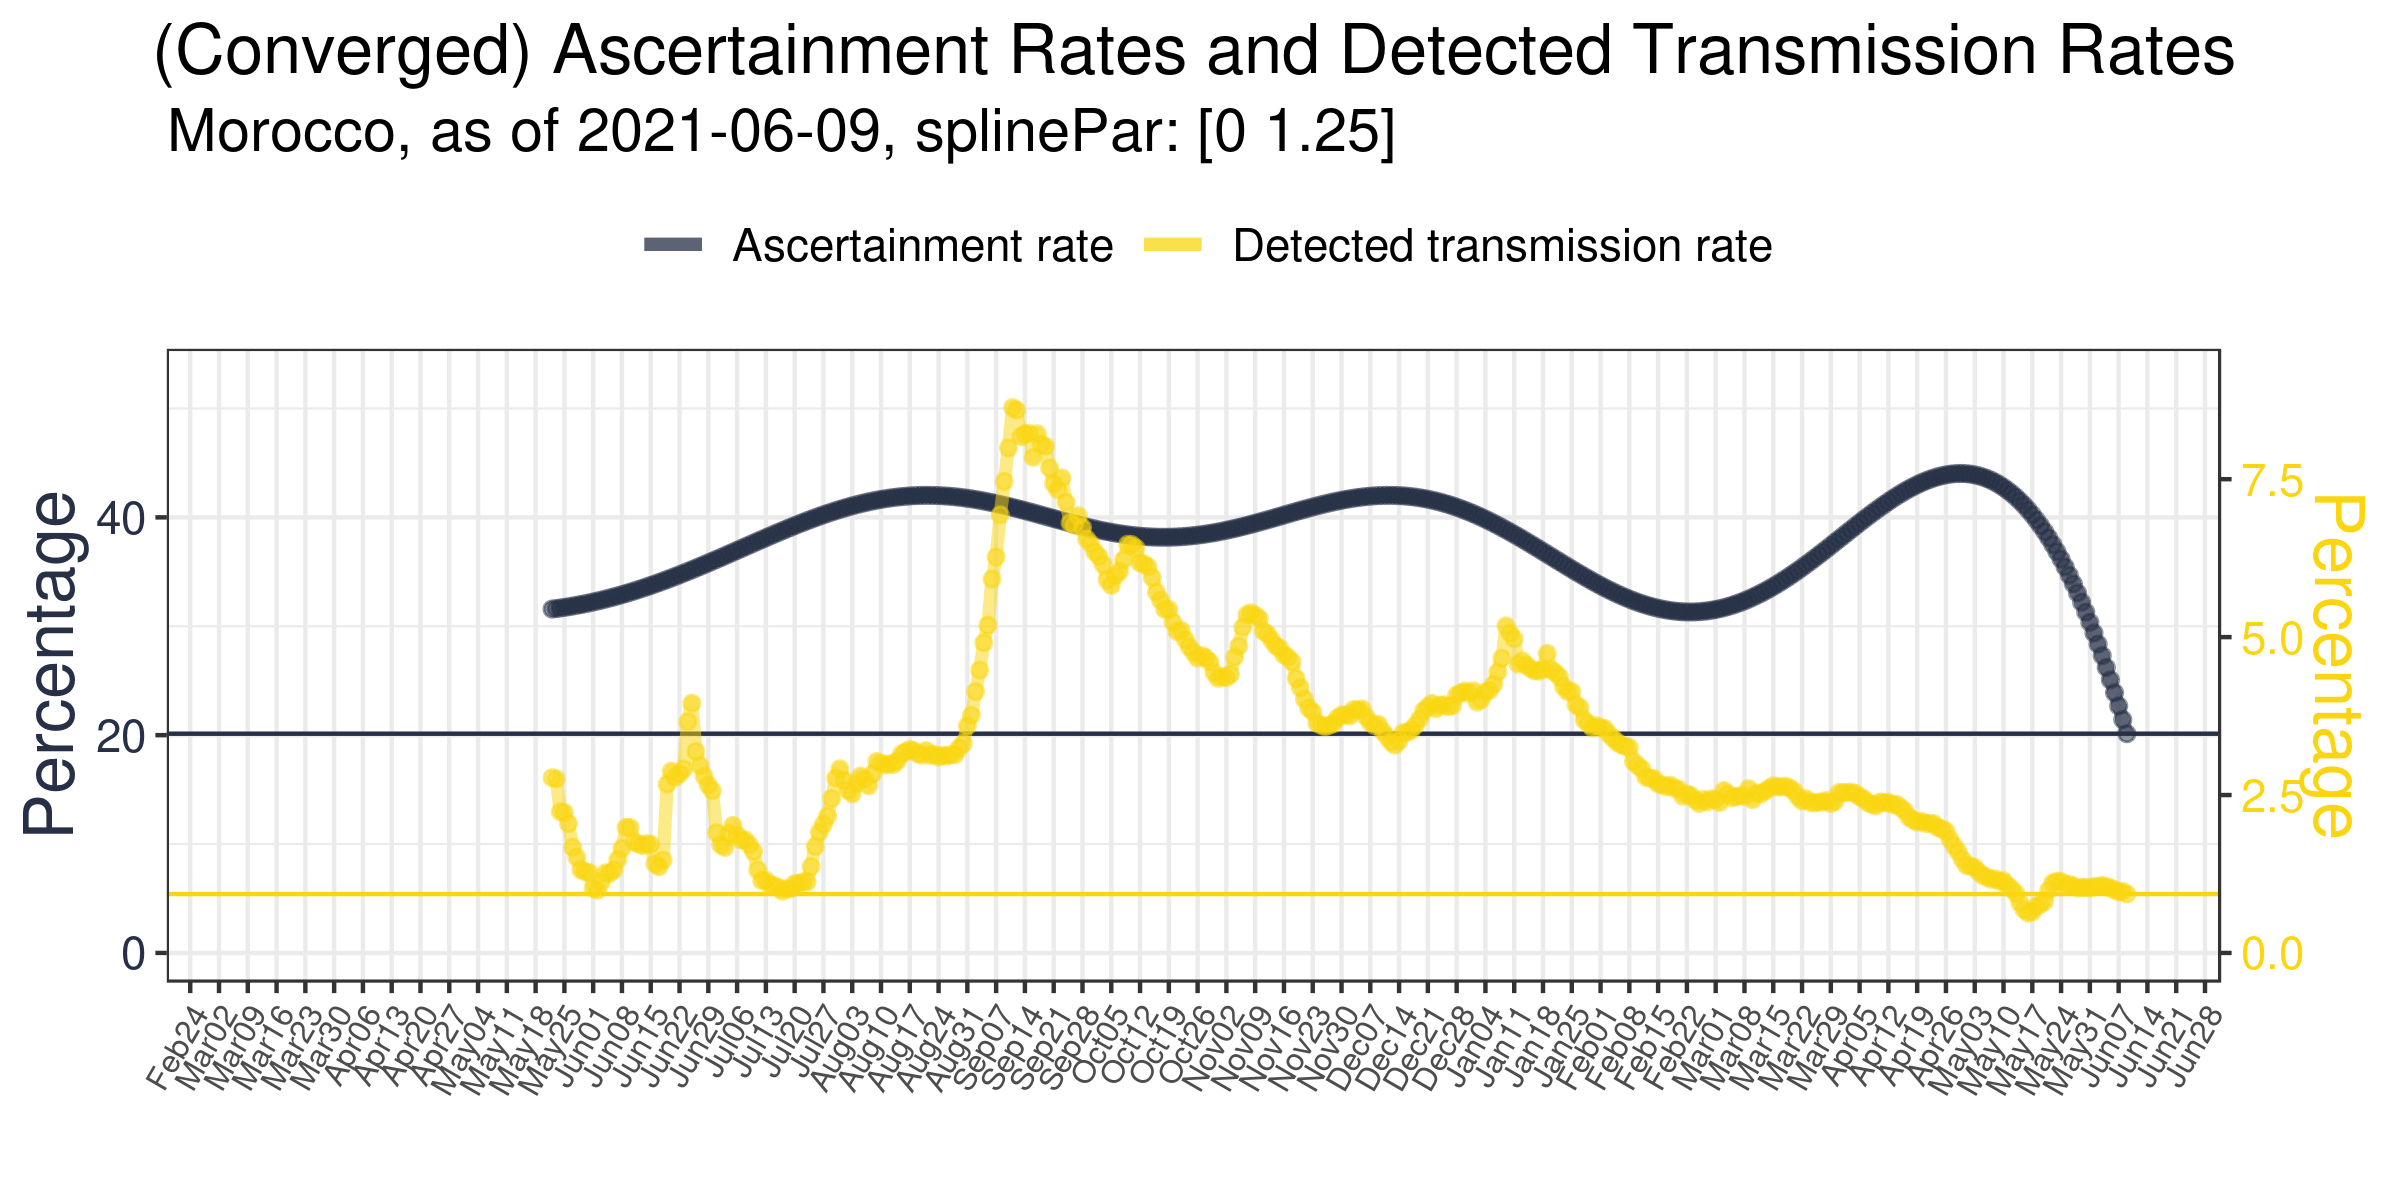 (Converged) Ascertainment Rates and Detected Transmission Rates
Morocco, as of 2021-06-09, splinePar: [0 1.25]
Ascertainment rate
Detected transmission rate
Percentage
40
20
0
7.5
5.0
2.5
0.0
Percentage
Feb24
Mar02
Mar09
Mar16
Mar23
Mar30
Apr06
Apr13
Apr20
Apr27
May04
May11
May18
May25
Jun01
Jun08
Jun15
Jun22
Jun29
Jul06
Jul13
Jul20
Jul27
Aug03
Aug10
Aug17
Aug24
Aug31
Sep07
Sep14
Sep21
Sep28
Oct05
Oct12
Oct19
Oct26
Nov02
Nov09
Nov16
Nov23
Nov30
Dec07
Dec14
Dec21
Dec28
Jan04
Jan11
Jan18
Jan25
Feb01
Feb08
Feb15
Feb22
Mar01
Mar08
Mar15
Mar22
Mar29
Apr05
Apr12
Apr19
Apr26
May03
May10
May17
May24
May31
Jun07
Jun14
Jun21
Jun28